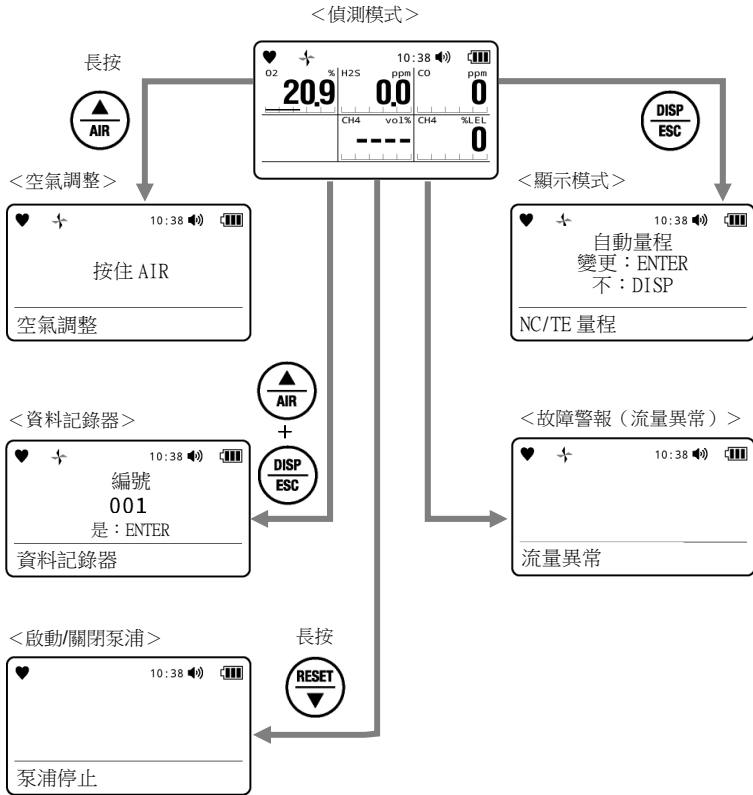 ＜偵測模式＞
10:38
O2 % H2S ppm CO ppm
20.9 0.0 0
CH4 vol% CH4 %LEL
---- 0
長按
▲
AIR
DISP
ESC
＜空氣調整＞
10:38
按住 AIR
空氣調整
＜顯示模式＞
10:38
自動量程
變更：ENTER
不：DISP
NC/TE 量程
▲
AIR
+
DISP
ESC
＜資料記錄器＞
10:38
編號
001
是：ENTER
資料記錄器
＜故障警報（流量異常）＞
10:38
流量異常
＜啟動/關閉泵浦＞
10:38
泵浦停止
長按
RESET
▼